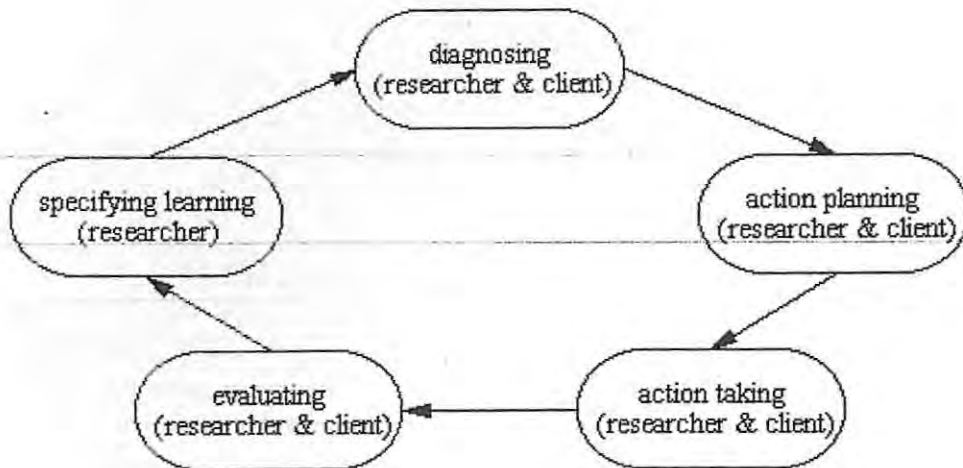 diagnosing
(researcher & client)
action planning
(researcher & client)
action taking
(researcher & client)
evaluating
(researcher & client)
specifying learning
(researcher)